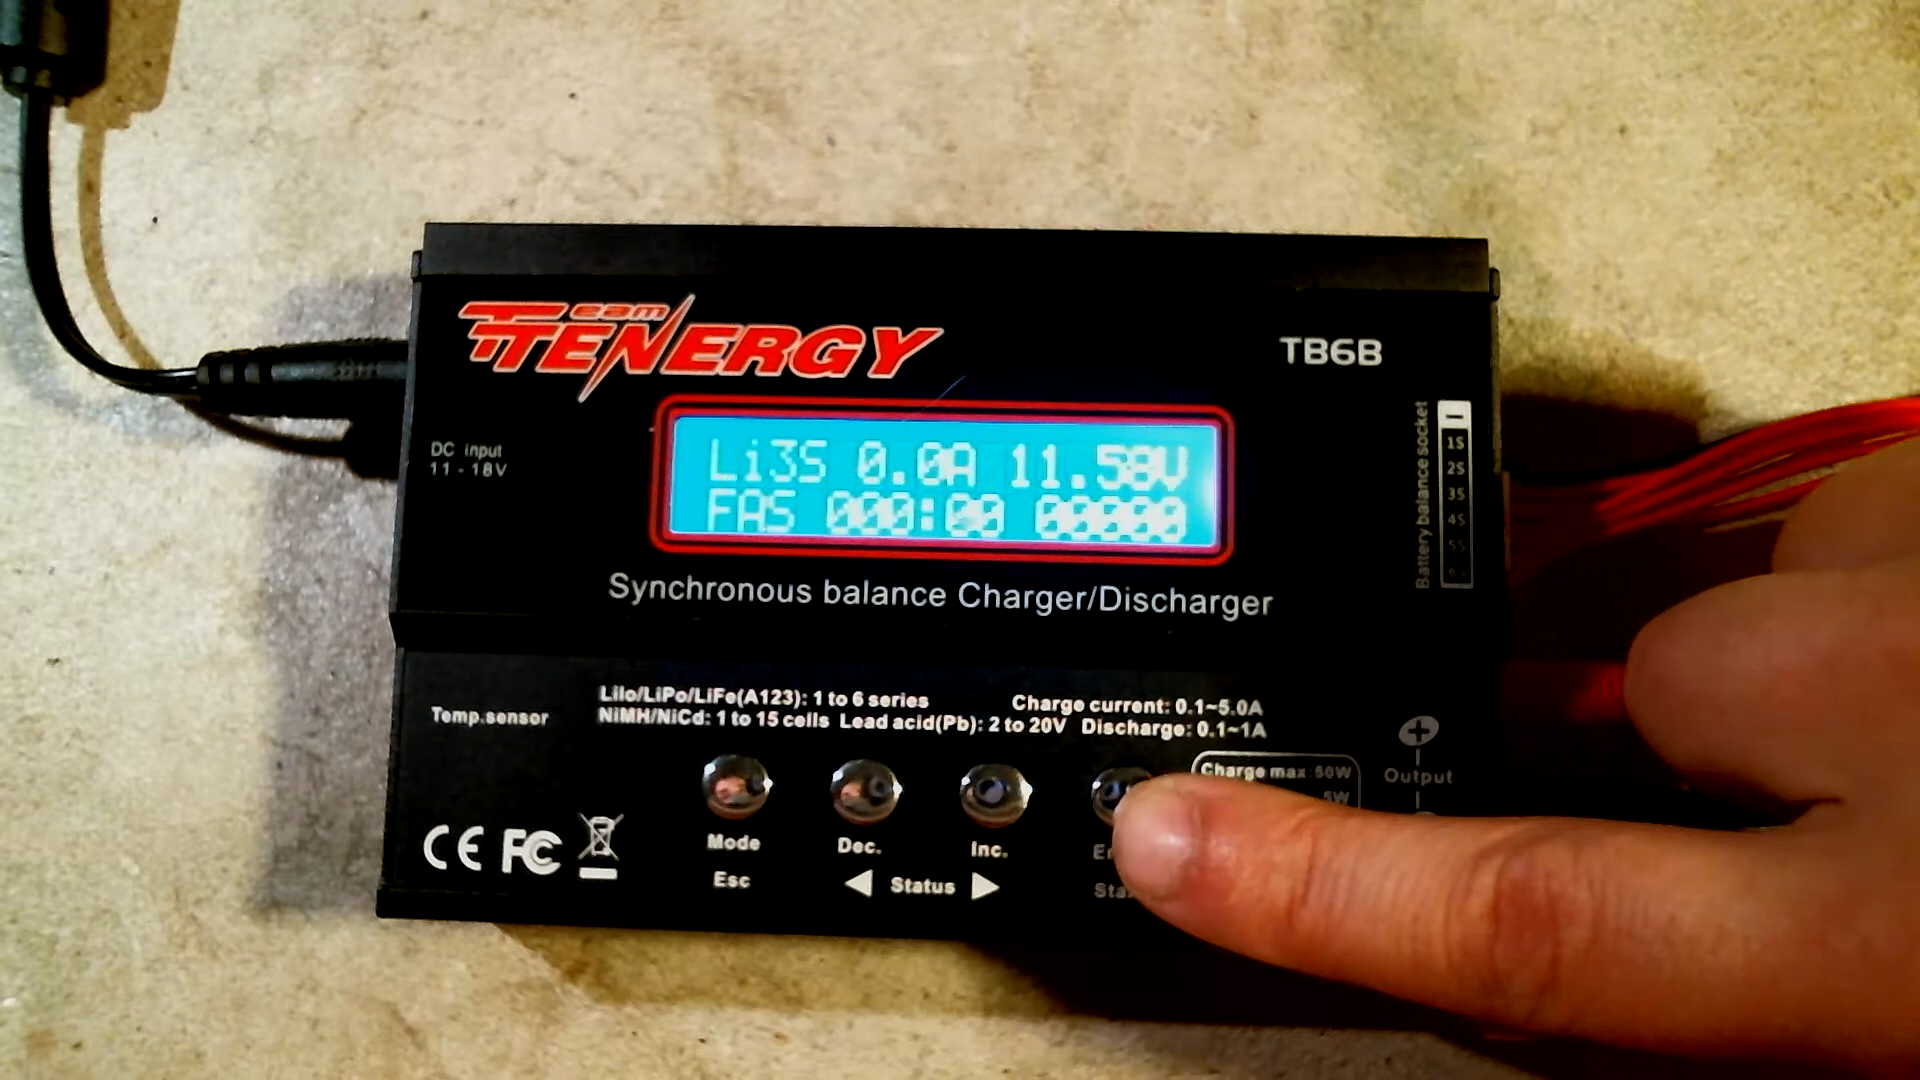 Team
TENERGY
TB6B
DC input
11 - 18V
Li3S 0.0A 11.58V
FAS 000:00 00000
Battery balance socket
1S
2S
3S
4S
5S
Synchronous balance Charger/Discharger
Temp.sensor
LiIo/LiPo/LiFe(A123): 1 to 6 series Charge current: 0.1~5.0A
NiMH/NiCd: 1 to 15 cells Lead acid(Pb): 2 to 20V Discharge: 0.1~1A
Charge max:50W
5W
Output
Mode
Dec.
Inc.
Esc
Status
CE FC